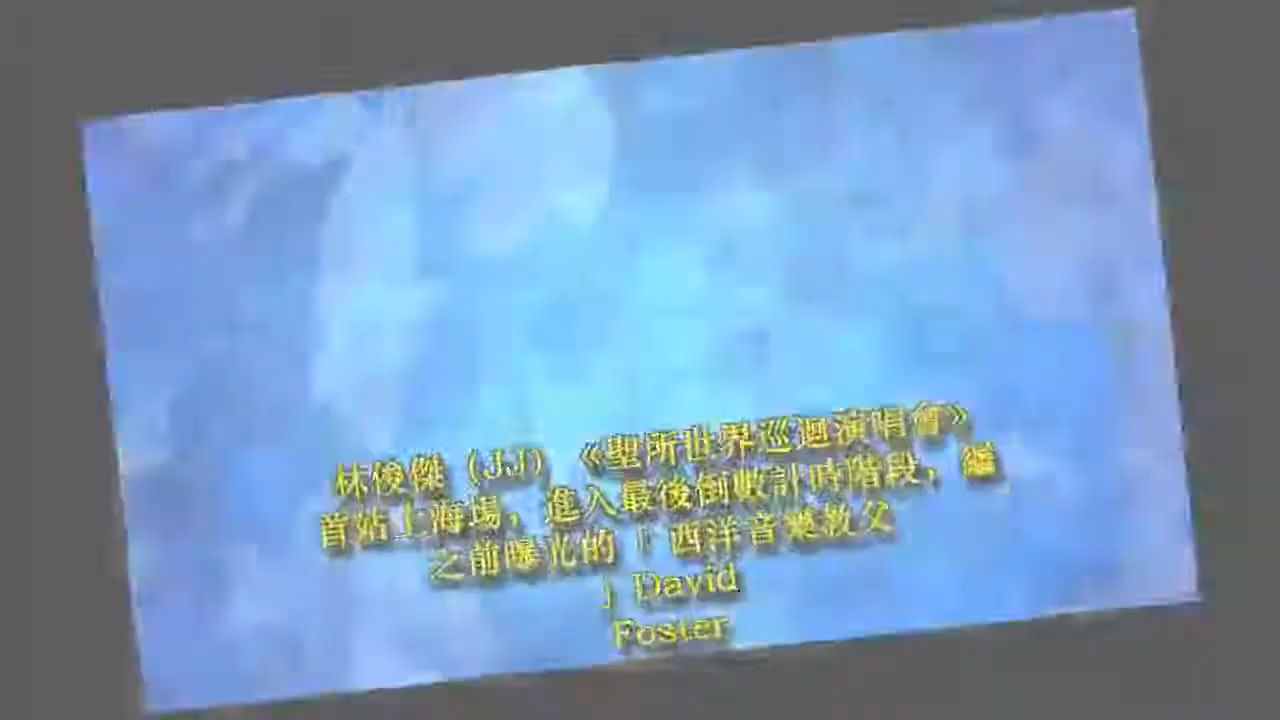 林俊傑（JJ）《聖所世界巡迴演唱會》
首站上海場，進入最後倒數計時階段，繼
之前曝光的「西洋音樂教父
」David
Foster